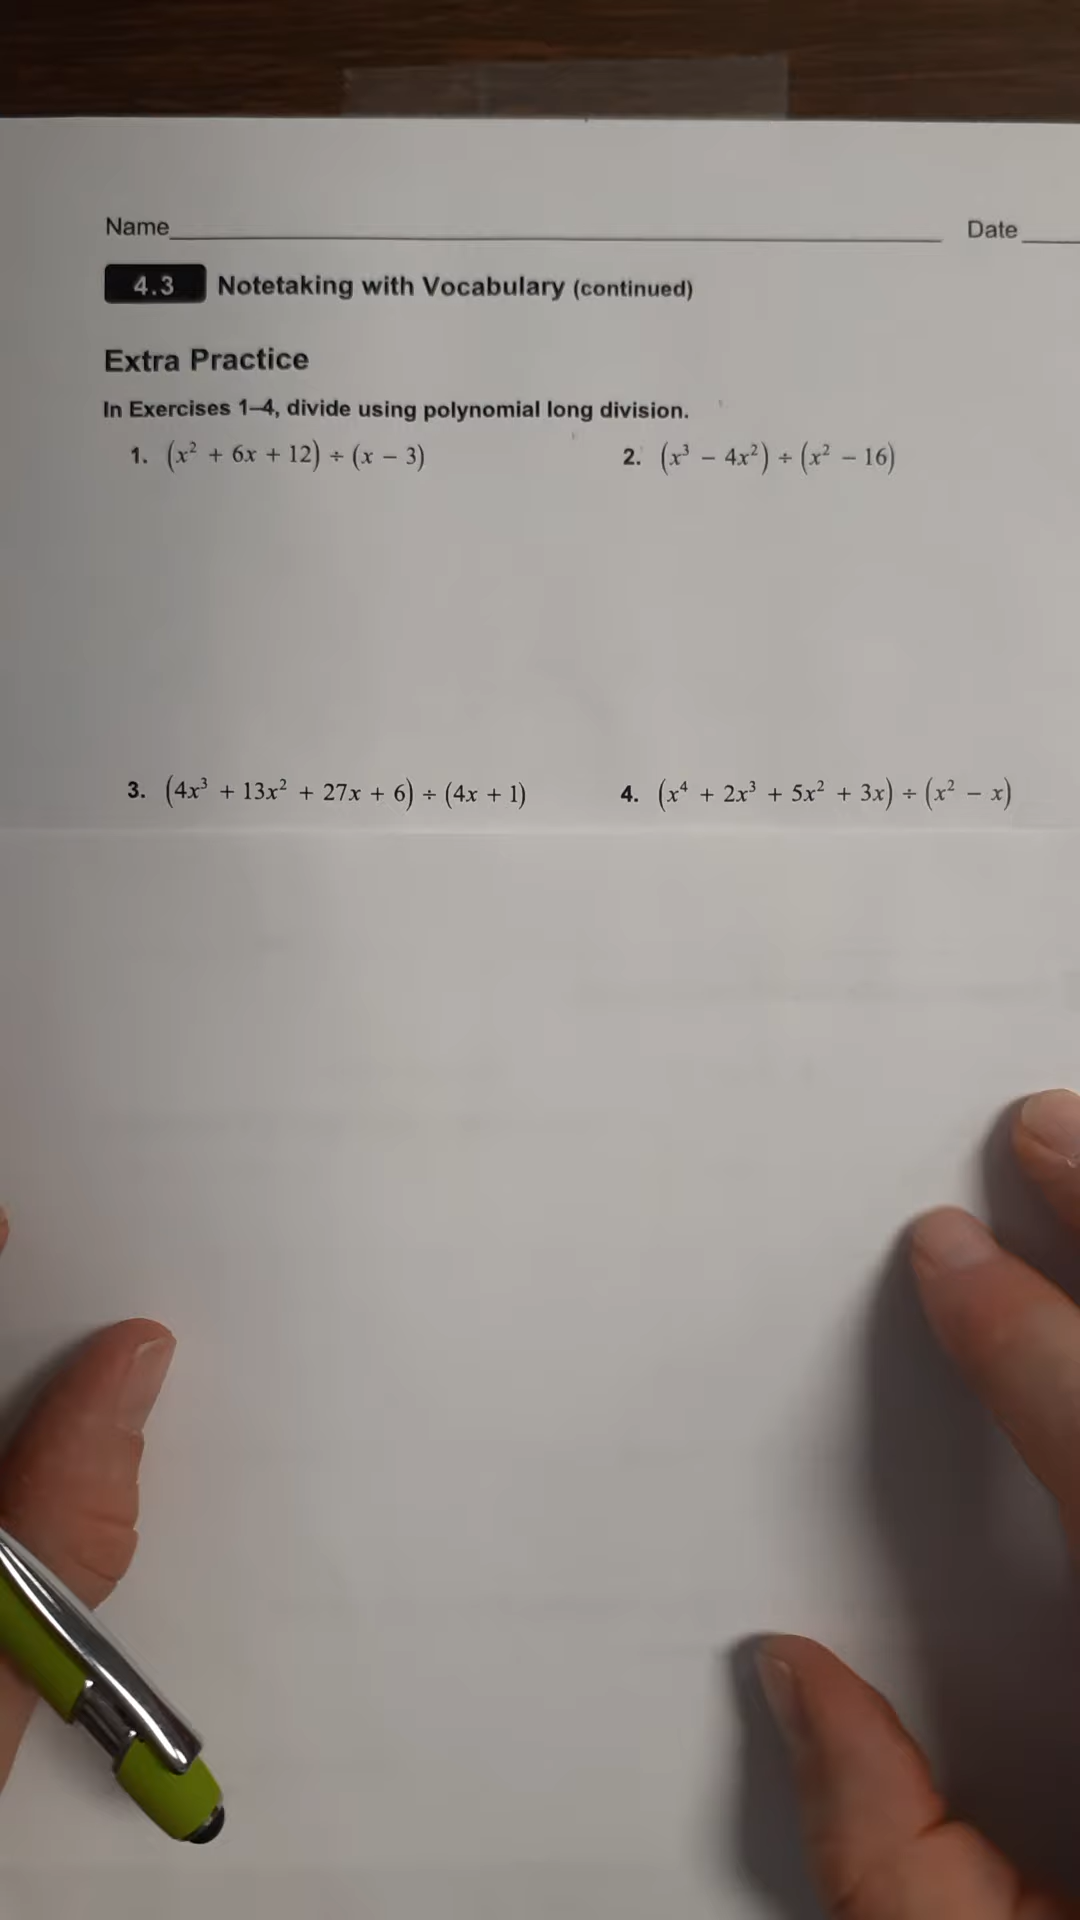 Name Date
4.3 Notetaking with Vocabulary (continued)
Extra Practice
In Exercises 1–4, divide using polynomial long division.
1. (x² + 6x + 12) ÷ (x − 3) 2. (x³ − 4x²) ÷ (x² − 16)
3. (4x³ + 13x² + 27x + 6) ÷ (4x + 1) 4. (x⁴ + 2x³ + 5x² + 3x) ÷ (x² − x)